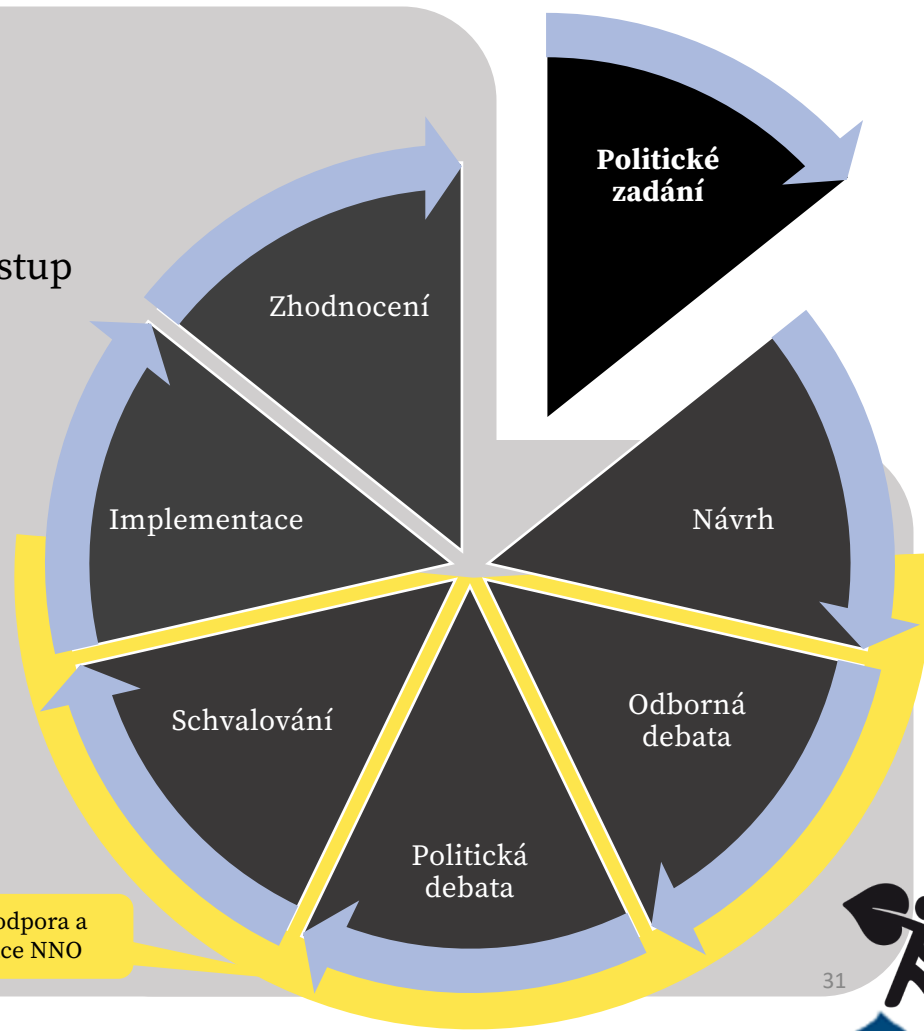 Politické
zadání
stup
Zhodnocení
Implementace
Návrh
Schvalování
Odborná
debata
Politická
debata
odpora a
ce NNO
31